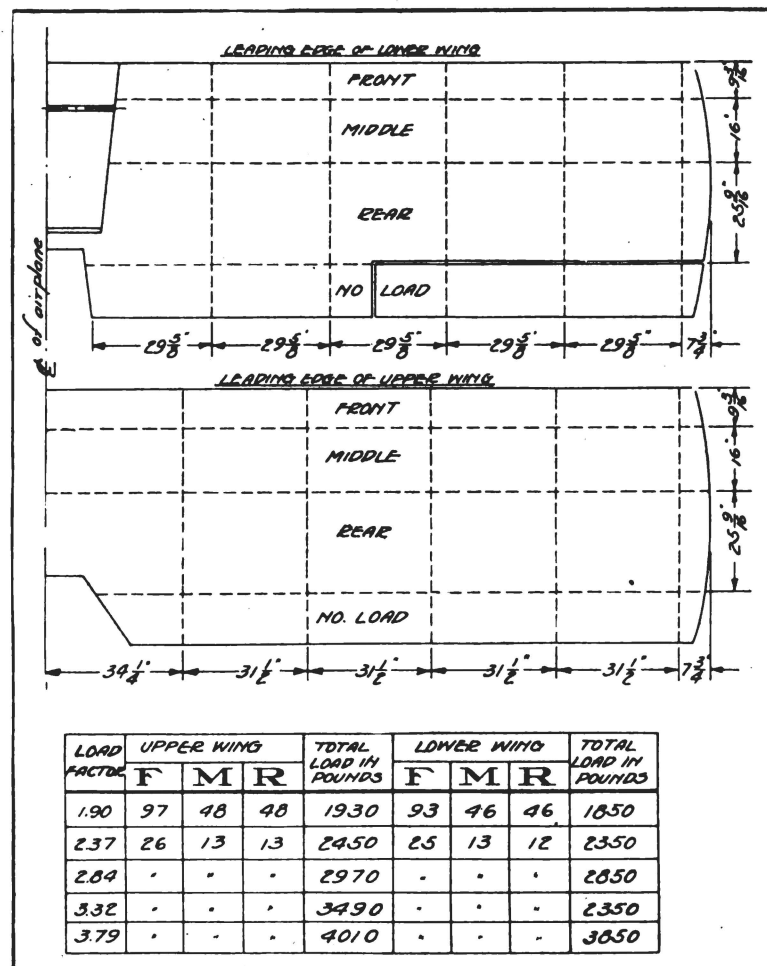 LEADING EDGE OF LOWER WING
FRONT
MIDDLE
REAR
NO LOAD
9 3/16"
16"
25 9/16"
℄ of airplane
29 5/8" 29 5/8" 29 5/8" 29 5/8" 29 5/8" 7 3/4"
LEADING EDGE OF UPPER WING
FRONT
MIDDLE
REAR
NO. LOAD
9 3/16"
16"
25 9/16"
34 1/4" 31 1/2" 31 1/2" 31 1/2" 31 1/2" 7 3/4"
LOAD FACTOR UPPER WING TOTAL LOAD IN POUNDS LOWER WING TOTAL LOAD IN POUNDS
F M R F M R
1.90 97 48 48 1930 93 46 46 1850
2.37 26 13 13 2450 25 13 12 2350
2.84 " " " 2970 " " " 2850
3.32 " " " 3490 " " " 2350
3.79 " " " 4010 " " " 3850